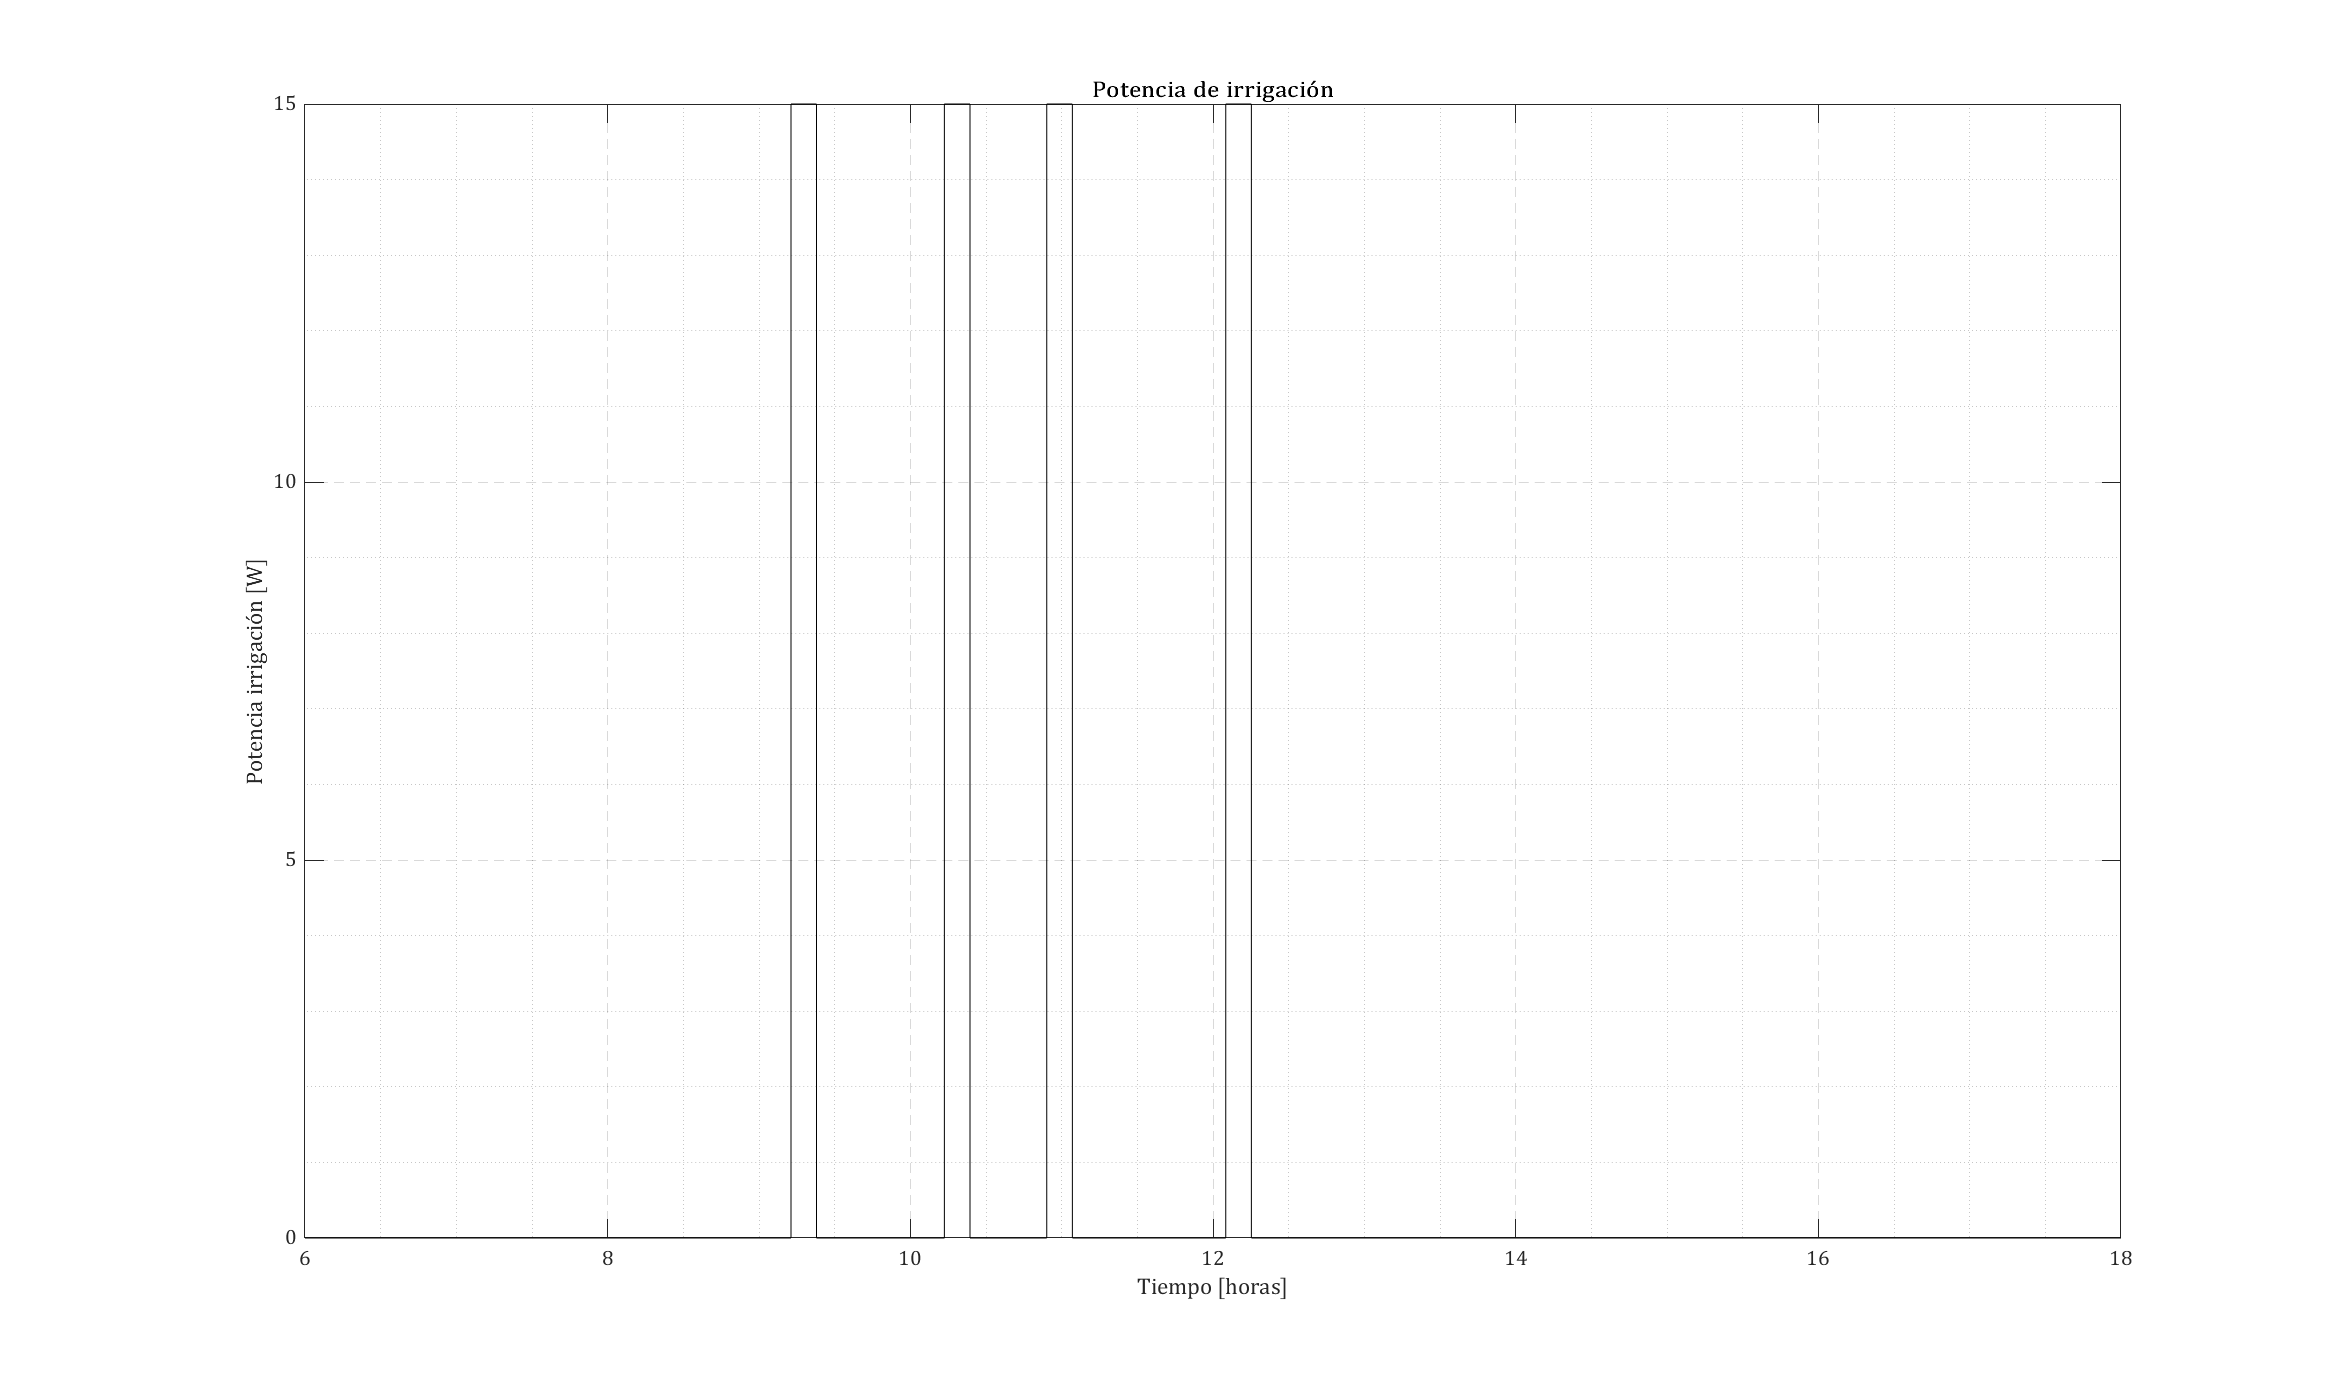 Potencia de irrigación
15
10
5
0
Potencia irrigación [W]
6 8 10 12 14 16 18
Tiempo [horas]